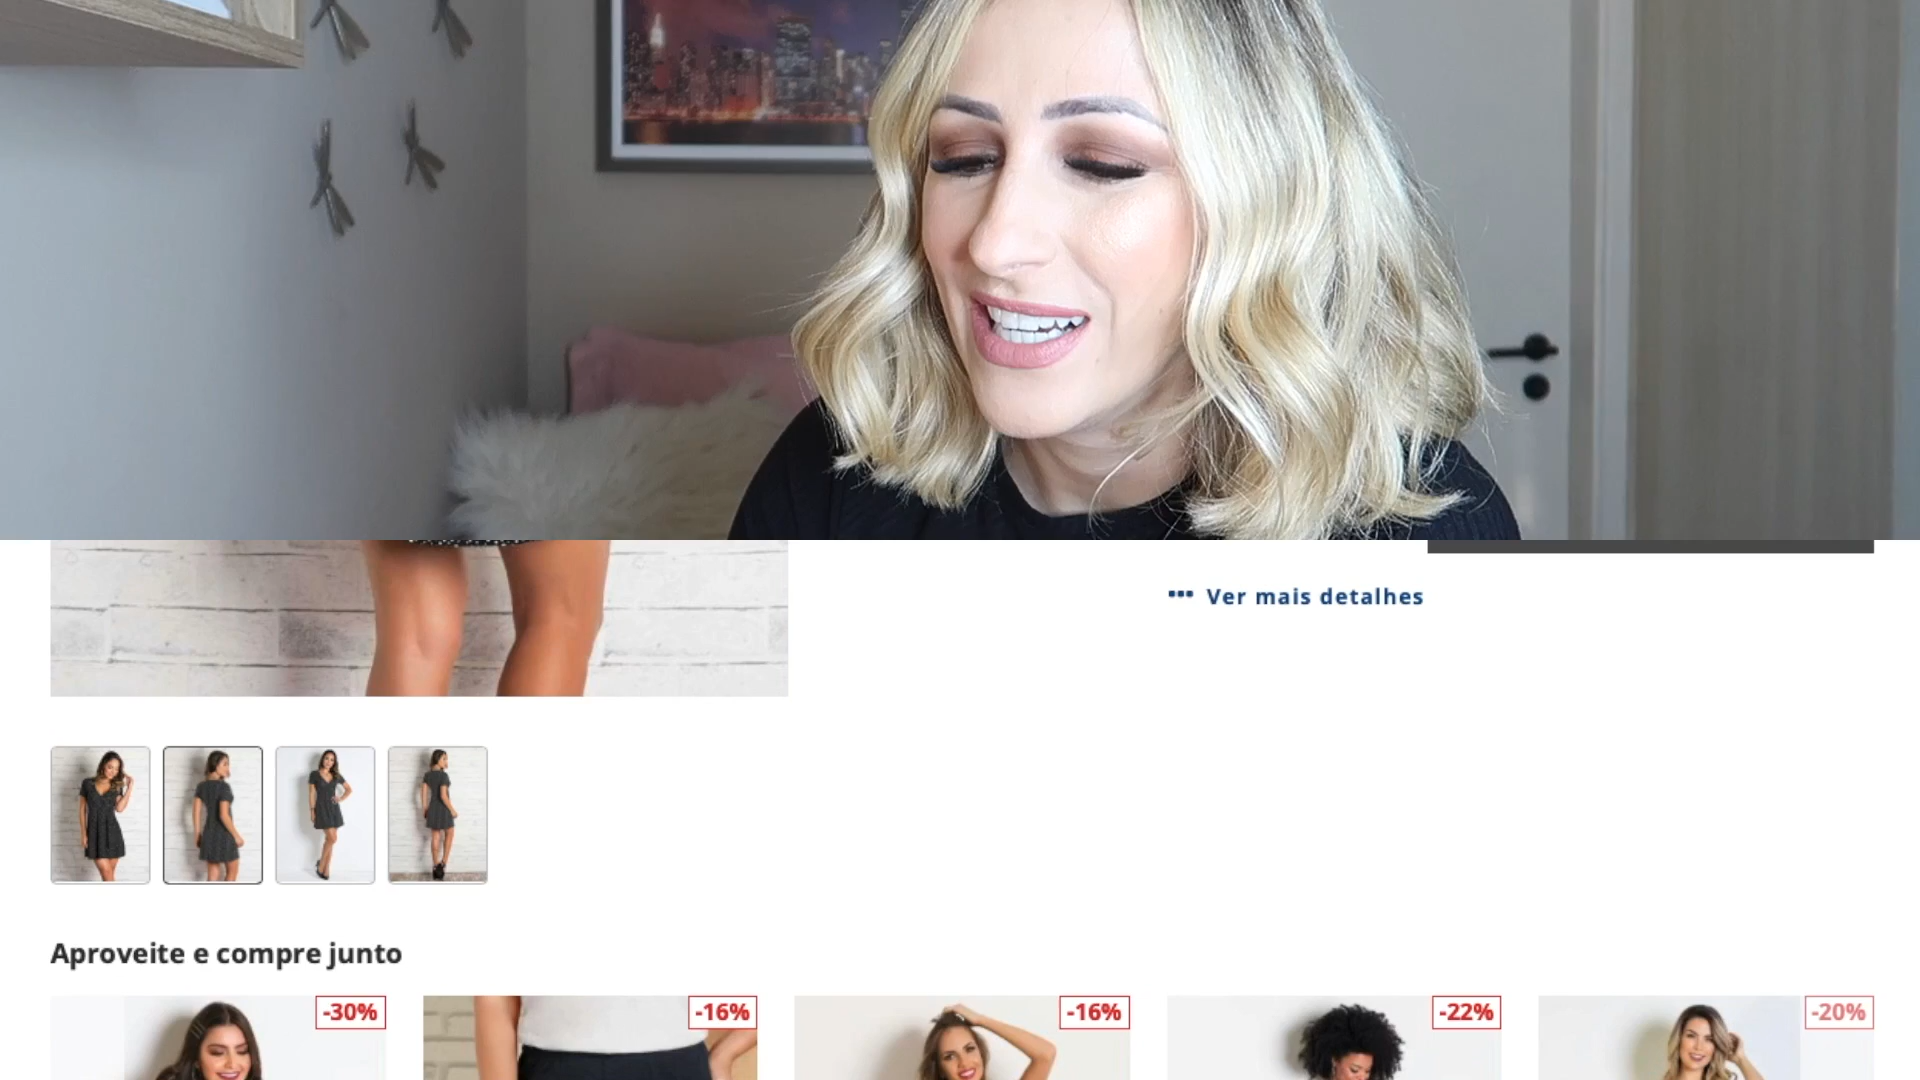 Ver mais detalhes
Aproveite e compre junto
-30%
-16%
-16%
-22%
-20%